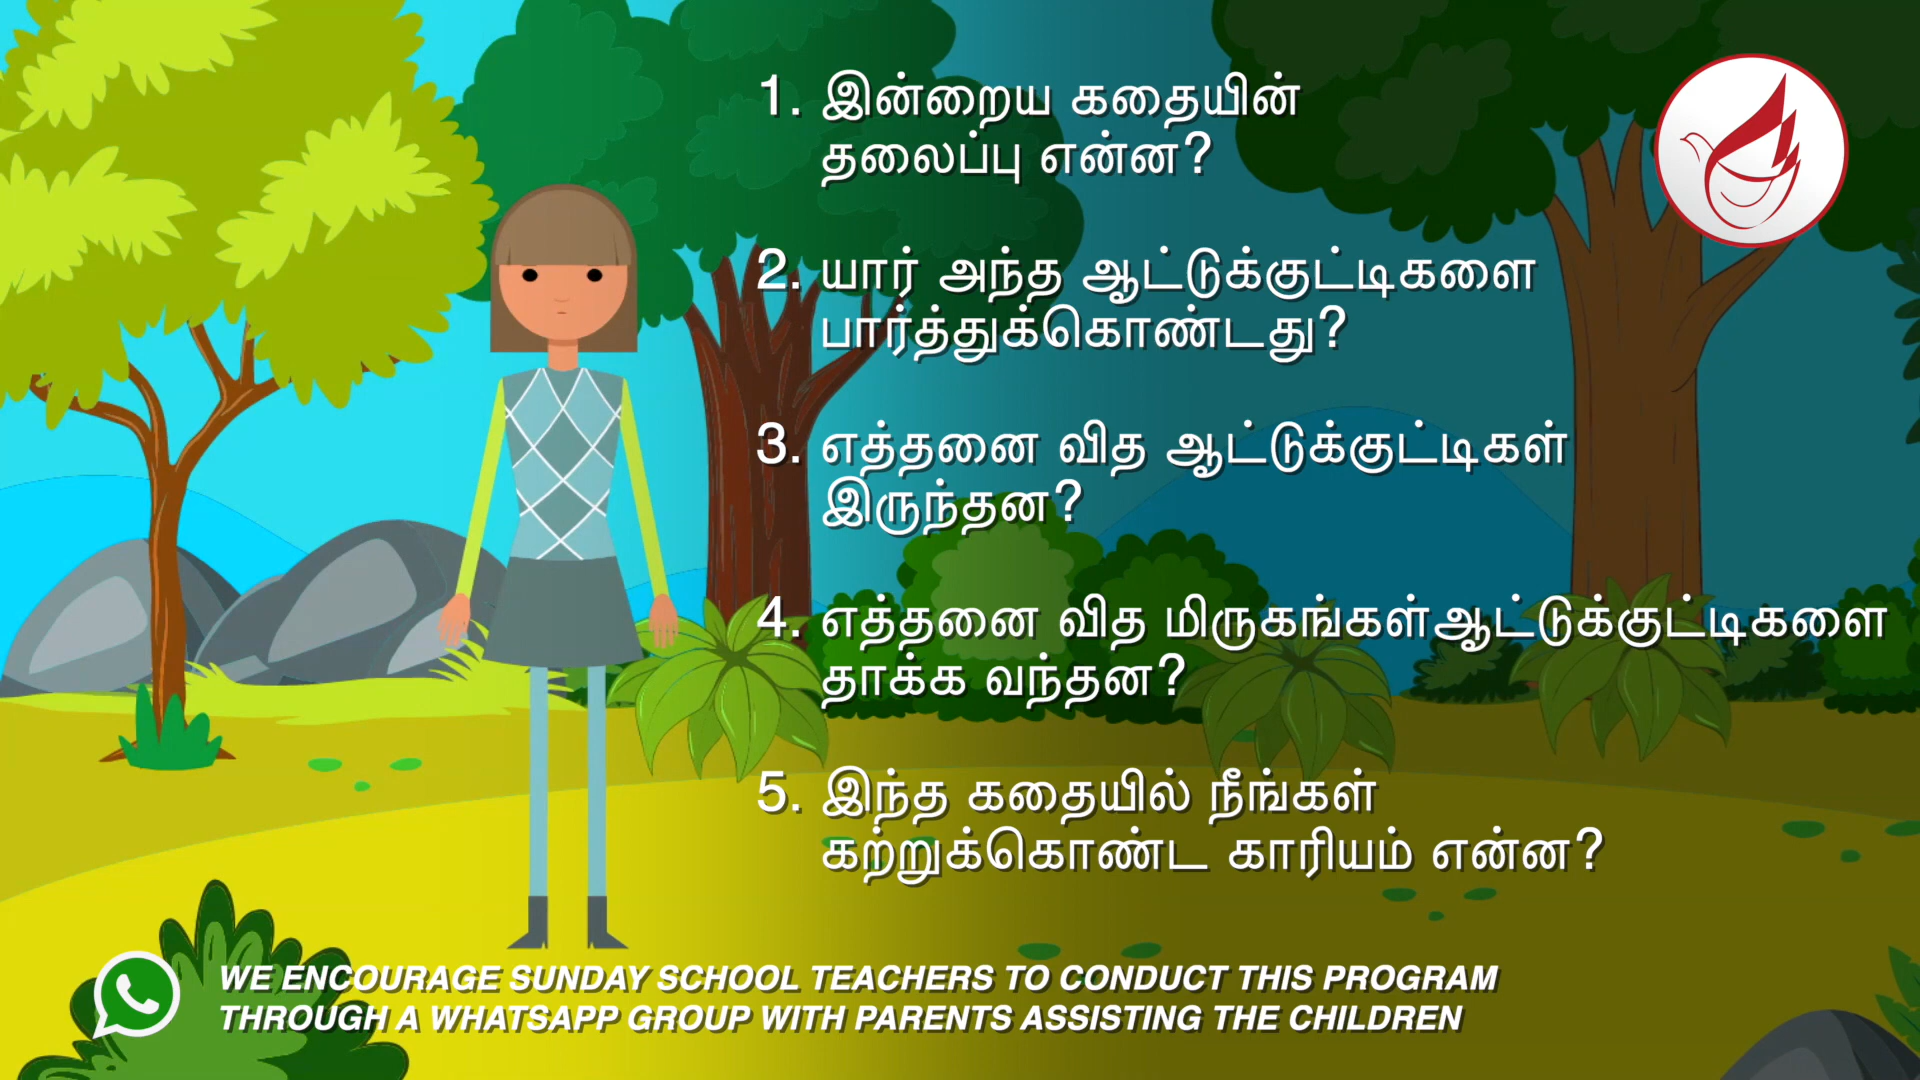 1. இன்றைய கதையின்
தலைப்பு என்ன?
2. யார் அந்த ஆட்டுக்குட்டிகளை
பார்த்துக்கொண்டது?
3. எத்தனை வித ஆட்டுக்குட்டிகள்
இருந்தன?
4. எத்தனை வித மிருகங்கள்ஆட்டுக்குட்டிகளை
தாக்க வந்தன?
5. இந்த கதையில் நீங்கள்
கற்றுக்கொண்ட காரியம் என்ன?
WE ENCOURAGE SUNDAY SCHOOL TEACHERS TO CONDUCT THIS PROGRAM
THROUGH A WHATSAPP GROUP WITH PARENTS ASSISTING THE CHILDREN